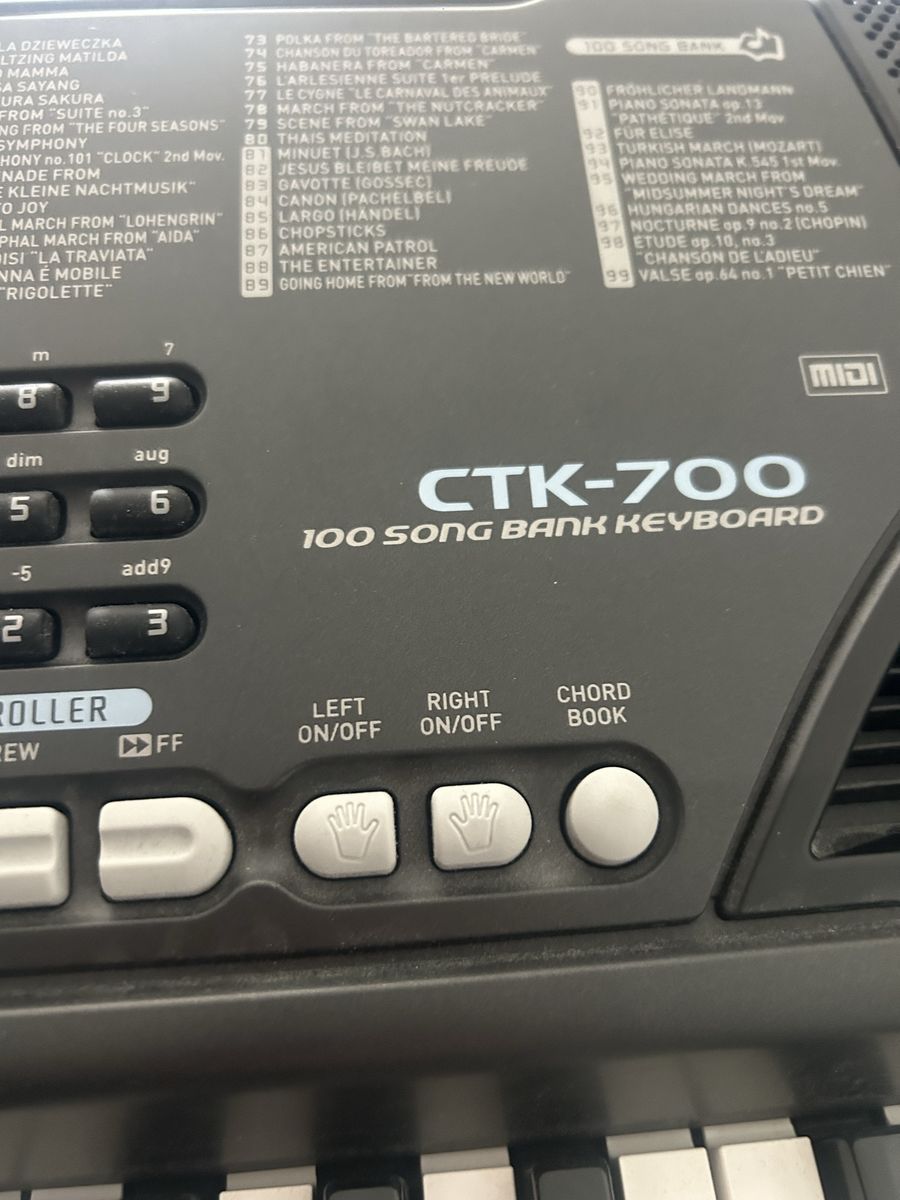 LA DZIEWECZKA
LTZING MATILDA
MAMMA
SA SAYANG
URA SAKURA
FROM "SUITE no.3"
NG FROM "THE FOUR SEASONS"
SYMPHONY
PHONY no.101 "CLOCK" 2nd Mov.
ENADE FROM
E KLEINE NACHTMUSIK"
TO JOY
L MARCH FROM "LOHENGRIN"
PHAL MARCH FROM "AIDA"
DISI "LA TRAVIATA"
NNA É MOBILE
"RIGOLETTE"
73 POLKA FROM "THE BARTERED BRIDE"
74 CHANSON DU TOREADOR FROM "CARMEN"
75 HABANERA FROM "CARMEN"
76 L'ARLESIENNE SUITE 1er PRELUDE
77 LE CYGNE "LE CARNAVAL DES ANIMAUX"
78 MARCH FROM "THE NUTCRACKER"
79 SCENE FROM "SWAN LAKE"
80 THAIS MEDITATION
81 MINUET (J.S.BACH)
82 JESUS BLEIBET MEINE FREUDE
83 GAVOTTE (GOSSEC)
84 CANON (PACHELBEL)
85 LARGO (HÄNDEL)
86 CHOPSTICKS
87 AMERICAN PATROL
88 THE ENTERTAINER
89 GOING HOME FROM "FROM THE NEW WORLD"
100 SONG BANK
90 FRÖHLICHER LANDMANN
91 PIANO SONATA op.13
"PATHÉTIQUE" 2nd Mov.
92 FÜR ELISE
93 TURKISH MARCH (MOZART)
94 PIANO SONATA K.545 1st Mov.
95 WEDDING MARCH FROM
"MIDSUMMER NIGHT'S DREAM"
96 HUNGARIAN DANCES no.5
97 NOCTURNE op.9 no.2 (CHOPIN)
98 ETUDE op.10, no.3
"CHANSON DE L'ADIEU"
99 VALSE op.64 no.1 "PETIT CHIEN"
MIDI
m 7
8 9
dim aug
5 6
-5 add9
2 3
CTK-700
100 SONG BANK KEYBOARD
ROLLER
REW FF
LEFT
ON/OFF
RIGHT
ON/OFF
CHORD
BOOK